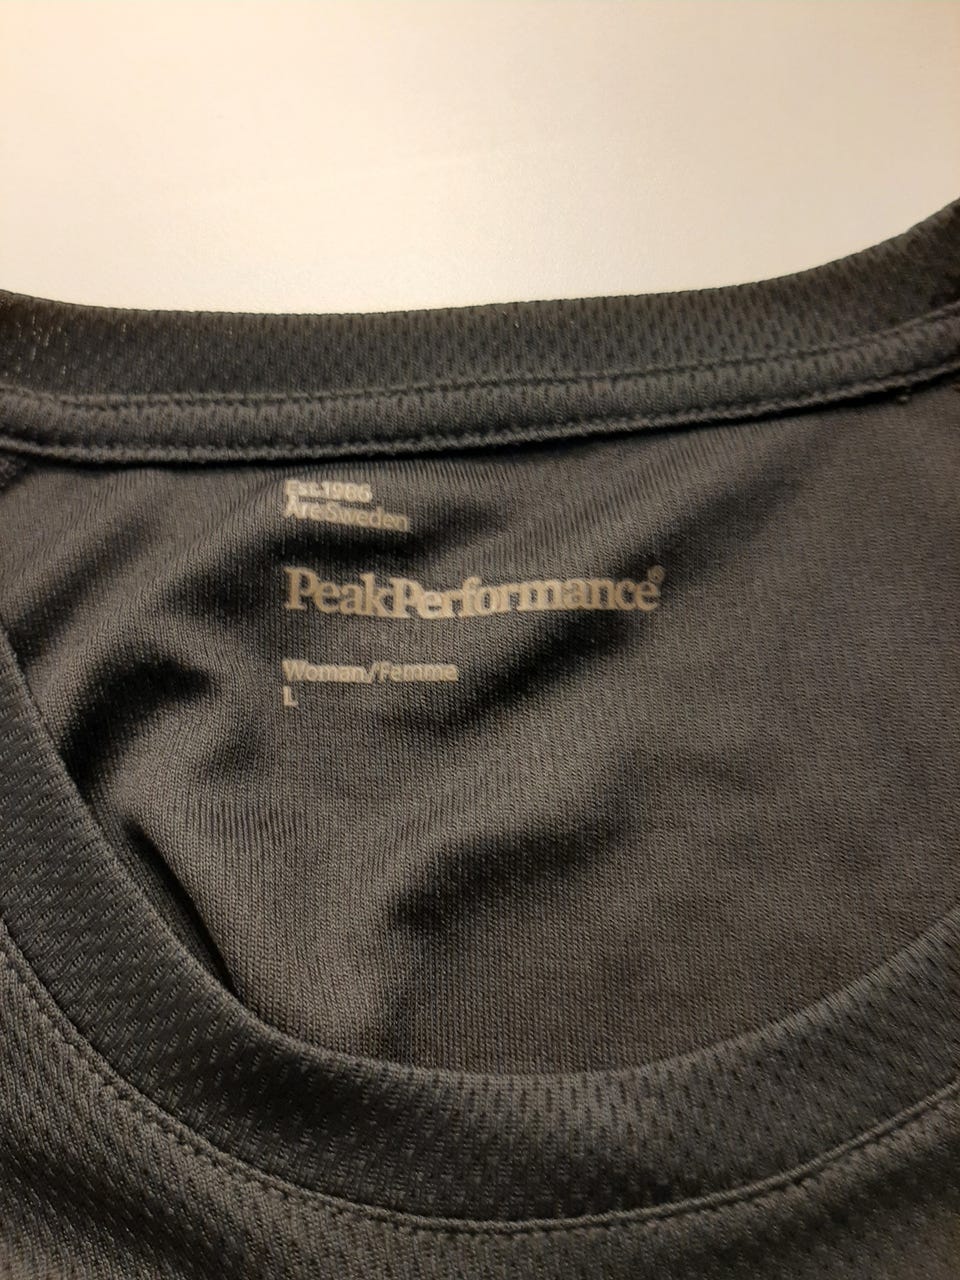 Est. 1986
Åre Sweden
PeakPerformance®
Woman/Femme
L